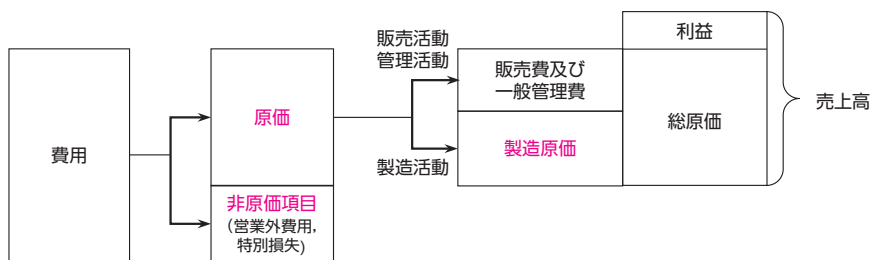 費用
原価
非原価項目
（営業外費用，
特別損失)
販売活動
管理活動
製造活動
販売費及び
一般管理費
製造原価
利益
総原価
売上高